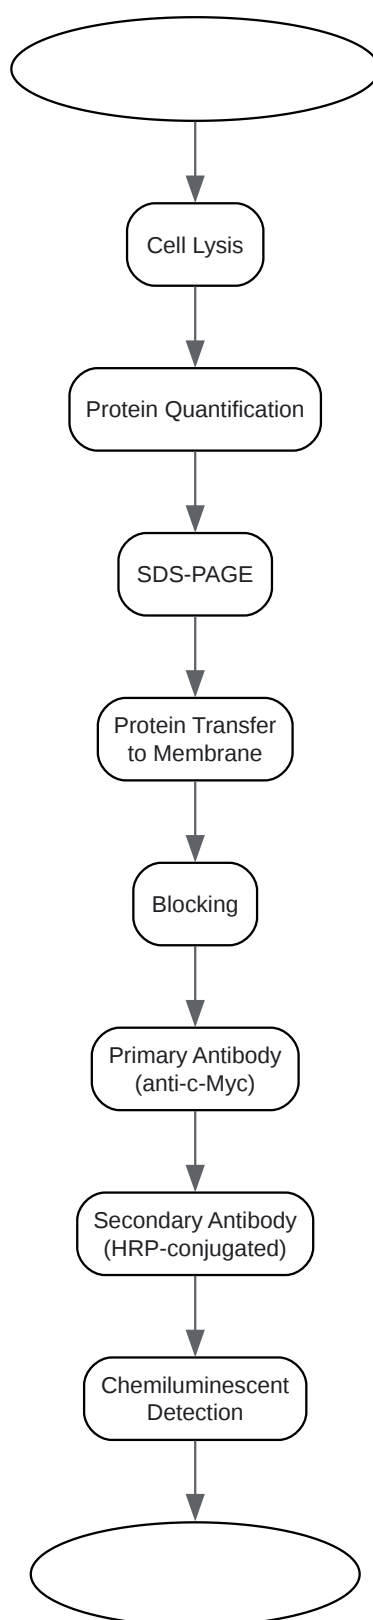 Cell Lysis
Protein Quantification
SDS-PAGE
Protein Transfer
to Membrane
Blocking
Primary Antibody
(anti-c-Myc)
Secondary Antibody
(HRP-conjugated)
Chemiluminescent
Detection